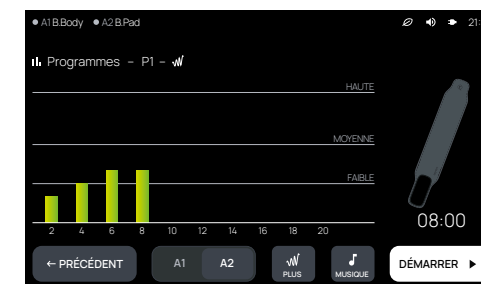 A1 B.Body A2 B.Pad 21:
Programmes – P1 –
HAUTE
MOYENNE
FAIBLE
2 4 6 8 10 12 14 16 18 20
08:00
← PRÉCÉDENT A1 A2 PLUS MUSIQUE DÉMARRER